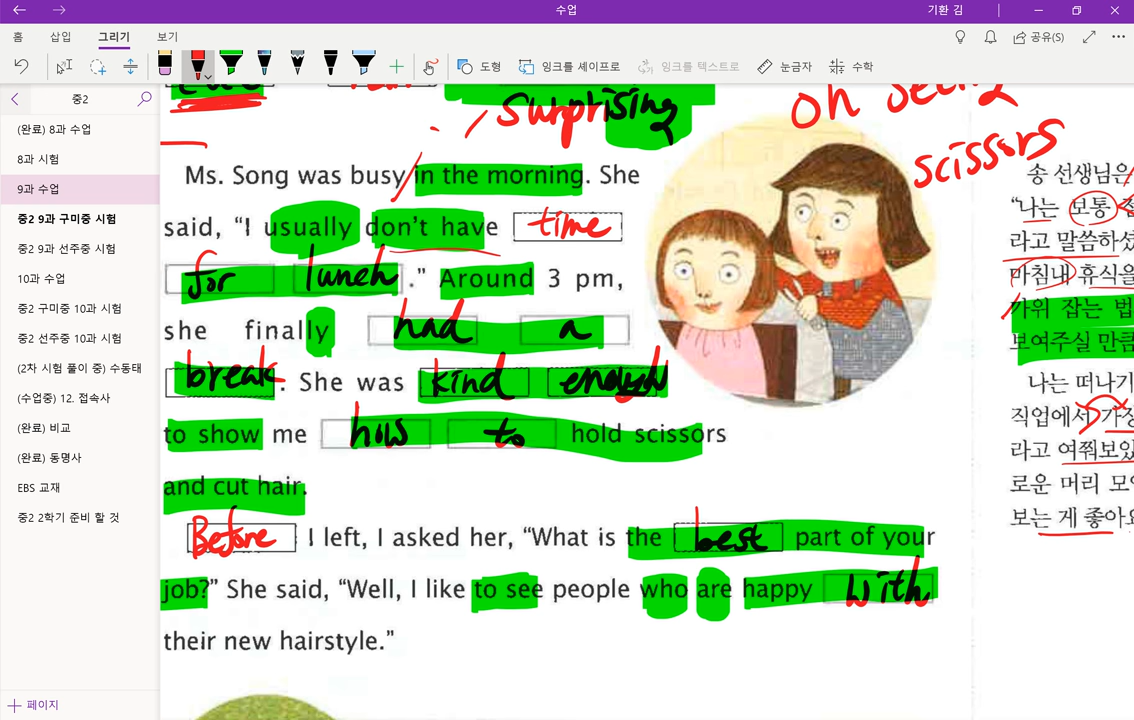 수업
기환 김
홈
삽입
그리기
보기
공유(S)
도형
잉크를 셰이프로
잉크를 텍스트로
눈금자
수학
중2
(완료) 8과 수업
8과 시험
9과 수업
중2 9과 구미중 시험
중2 9과 선주중 시험
10과 수업
중2 구미중 10과 시험
중2 선주중 10과 시험
(2차 시험 풀이 중) 수동태
(수업중) 12. 접속사
(완료) 비교
(완료) 동명사
EBS 교재
중2 2학기 준비 할 것
페이지
surprising
on seeing
scissors
Ms. Song was busy in the morning. She
said, “I usually don’t have time
for lunch.” Around 3 pm,
she finally had a
break. She was kind enough
to show me how to hold scissors
and cut hair.
Before I left, I asked her, “What is the best part of your
job?” She said, “Well, I like to see people who are happy with
their new hairstyle.”
송 선생님은
“나는 보통
라고 말씀하셨
마침내 휴식을
가위 잡는 법
보여주실 만큼
나는 떠나기
직업에서 가장
라고 여쭤보았
로운 머리 모
보는 게 좋아요